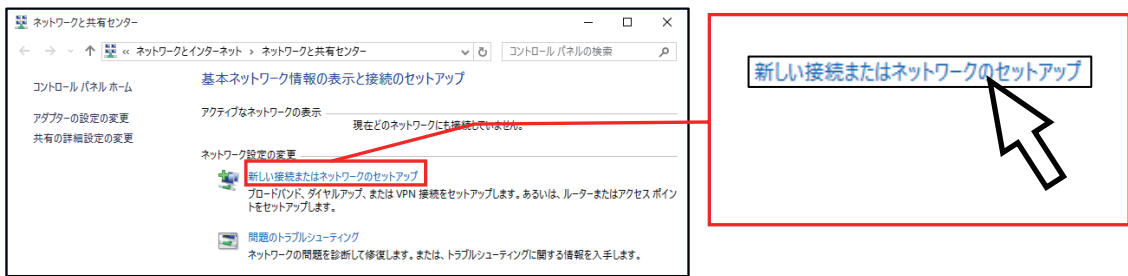 ネットワークと共有センター
« ネットワークとインターネット › ネットワークと共有センター
コントロール パネルの検索
コントロール パネル ホーム
アダプターの設定の変更
共有の詳細設定の変更
基本ネットワーク情報の表示と接続のセットアップ
アクティブなネットワークの表示
現在どのネットワークにも接続していません。
ネットワーク設定の変更
新しい接続またはネットワークのセットアップ
ブロードバンド、ダイヤルアップ、または VPN 接続をセットアップします。あるいは、ルーターまたはアクセス ポイン
トをセットアップします。
問題のトラブルシューティング
ネットワークの問題を診断して修復します。または、トラブルシューティングに関する情報を入手します。
新しい接続またはネットワークのセットアップ